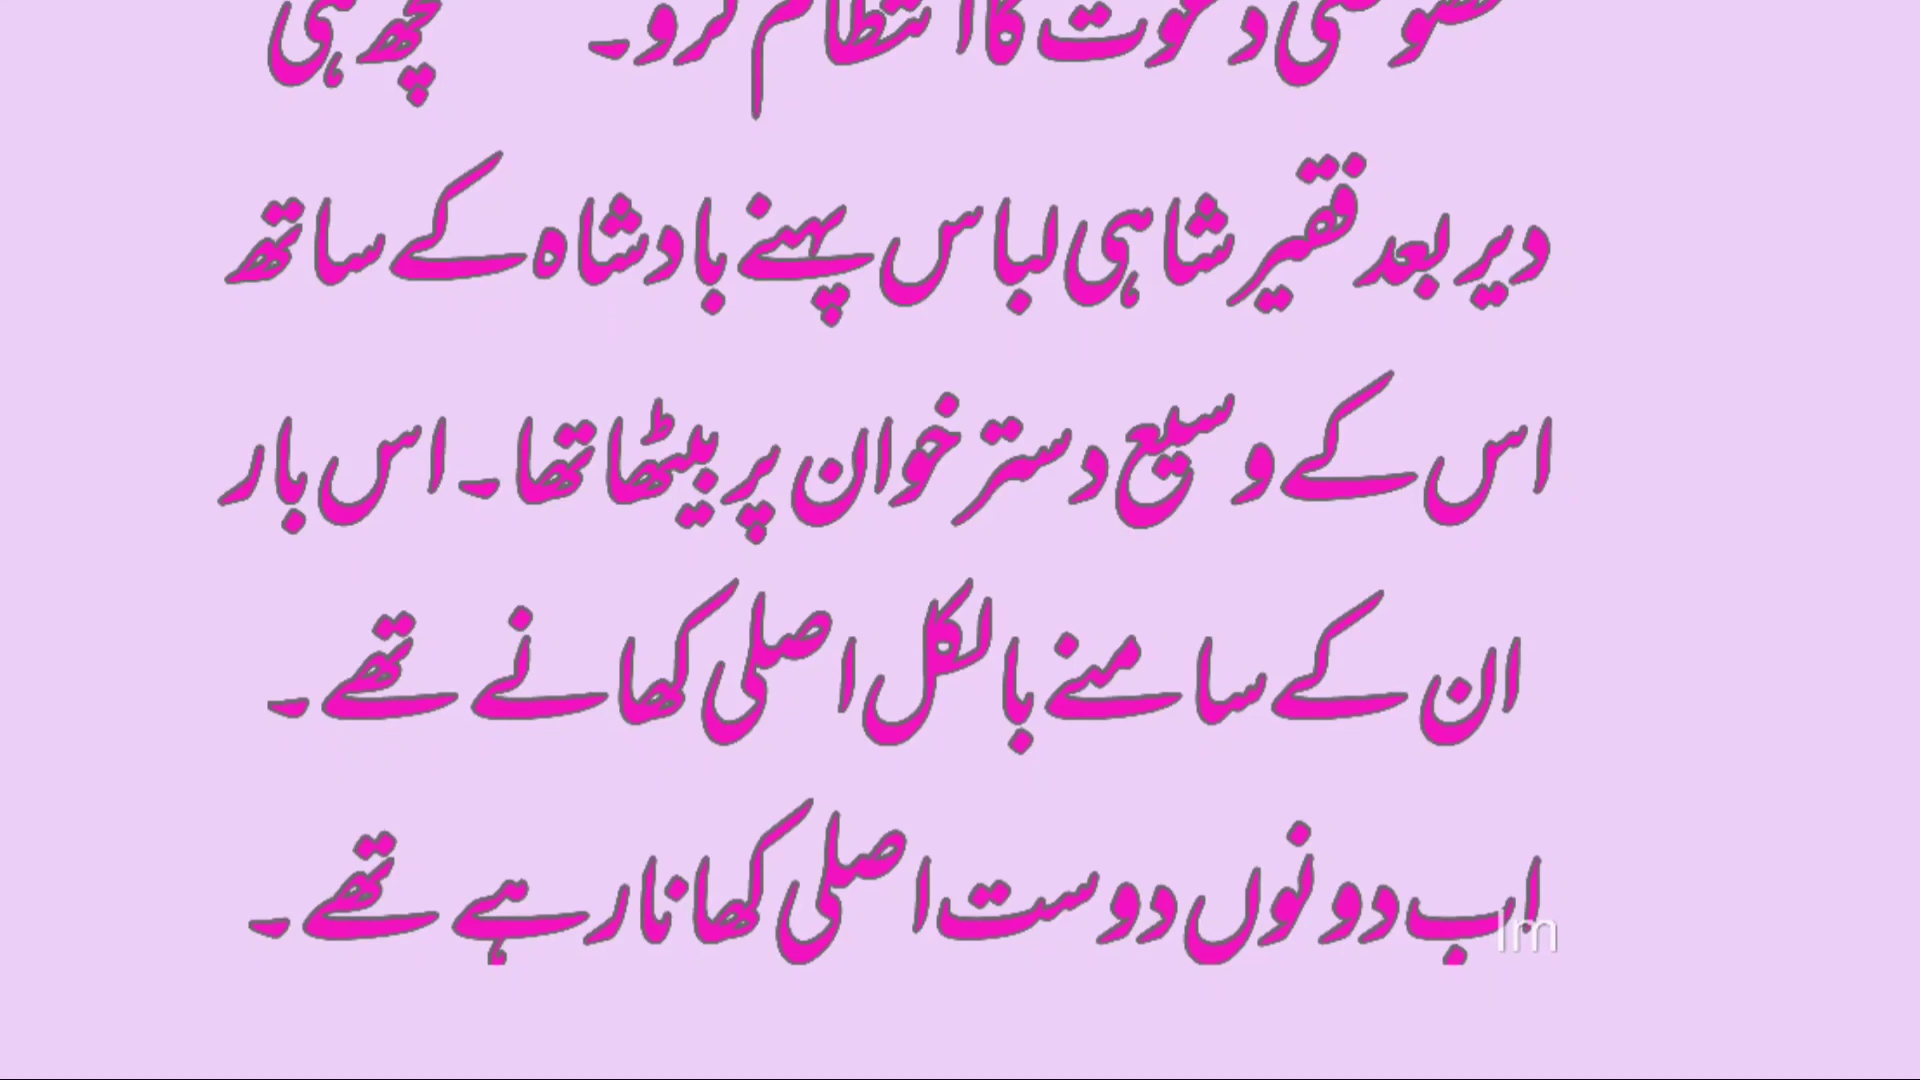 خصوصی دعوت کا انتظام کرو۔ کچھ ہی
دیر بعد فقیر شاہی لباس پہنے بادشاہ کے ساتھ
اس کے وسیع دسترخوان پر بیٹھا تھا۔ اس بار
ان کے سامنے بالکل اصلی کھانے تھے۔
اب دونوں دوست اصلی کھانا رہے تھے۔
Im